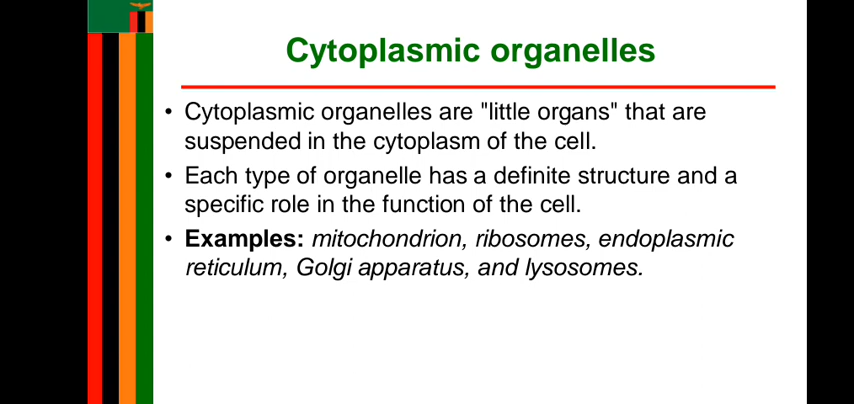 Cytoplasmic organelles
• Cytoplasmic organelles are "little organs" that are
suspended in the cytoplasm of the cell.
• Each type of organelle has a definite structure and a
specific role in the function of the cell.
• Examples: mitochondrion, ribosomes, endoplasmic
reticulum, Golgi apparatus, and lysosomes.